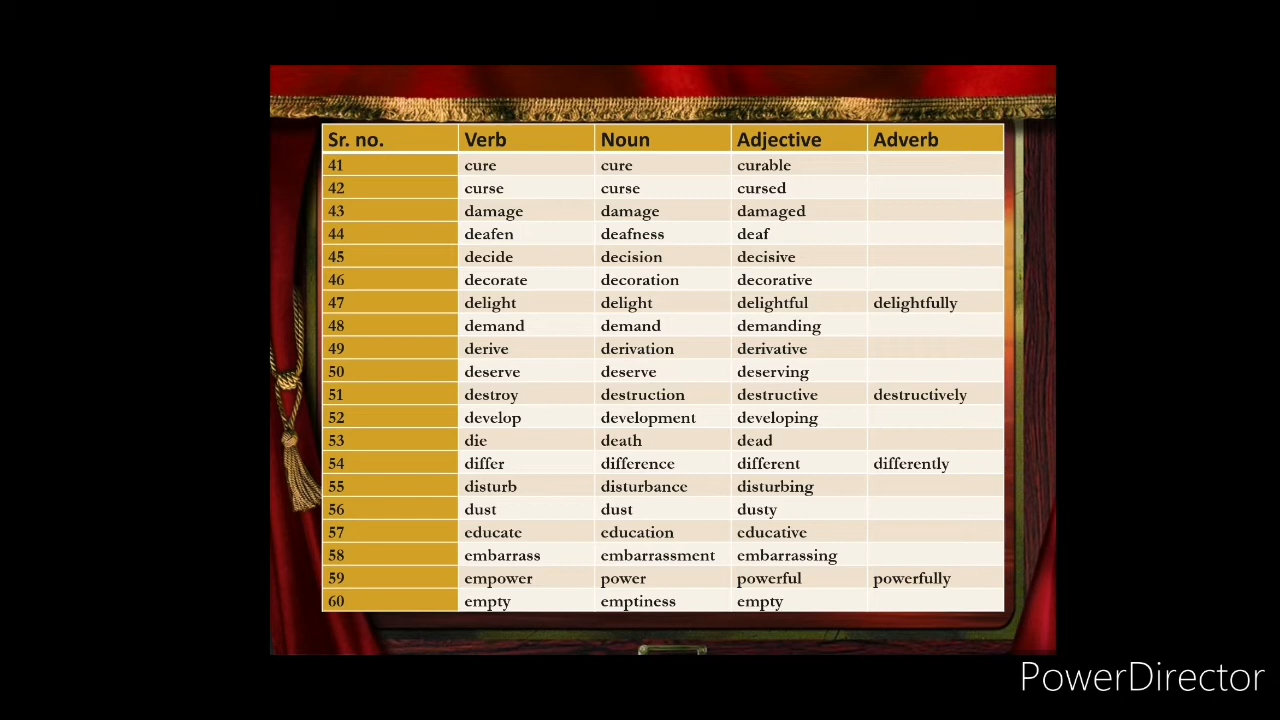 Sr. no. Verb Noun Adjective Adverb
41 cure cure curable
42 curse curse cursed
43 damage damage damaged
44 deafen deafness deaf
45 decide decision decisive
46 decorate decoration decorative
47 delight delight delightful delightfully
48 demand demand demanding
49 derive derivation derivative
50 deserve deserve deserving
51 destroy destruction destructive destructively
52 develop development developing
53 die death dead
54 differ difference different differently
55 disturb disturbance disturbing
56 dust dust dusty
57 educate education educative
58 embarrass embarrassment embarrassing
59 empower power powerful powerfully
60 empty emptiness empty
PowerDirector